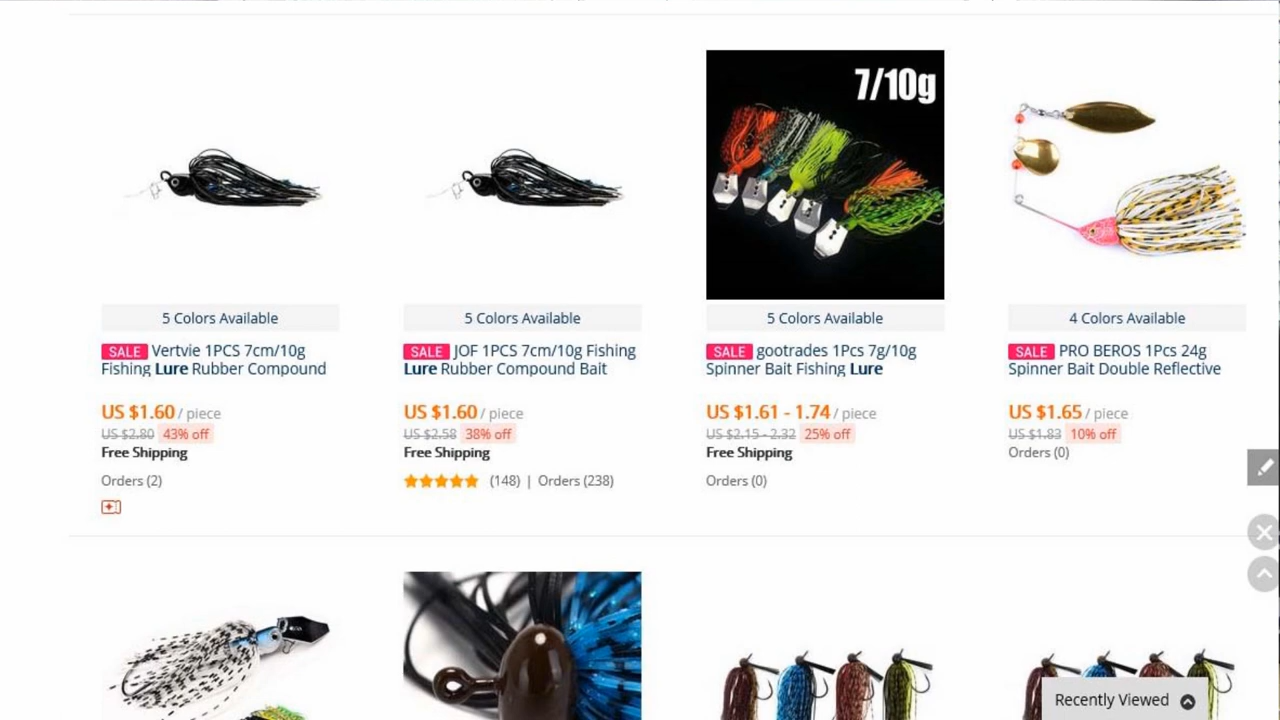 7/10g
5 Colors Available
SALE Vertvie 1PCS 7cm/10g
Fishing Lure Rubber Compound
US $1.60 / piece
US $2.80 43% off
Free Shipping
Orders (2)
5 Colors Available
SALE JOF 1PCS 7cm/10g Fishing
Lure Rubber Compound Bait
US $1.60 / piece
US $2.58 38% off
Free Shipping
(148) | Orders (238)
5 Colors Available
SALE gootrades 1Pcs 7g/10g
Spinner Bait Fishing Lure
US $1.61 - 1.74 / piece
US $2.15 - 2.32 25% off
Free Shipping
Orders (0)
4 Colors Available
SALE PRO BEROS 1Pcs 24g
Spinner Bait Double Reflective
US $1.65 / piece
US $1.83 10% off
Orders (0)
Recently Viewed